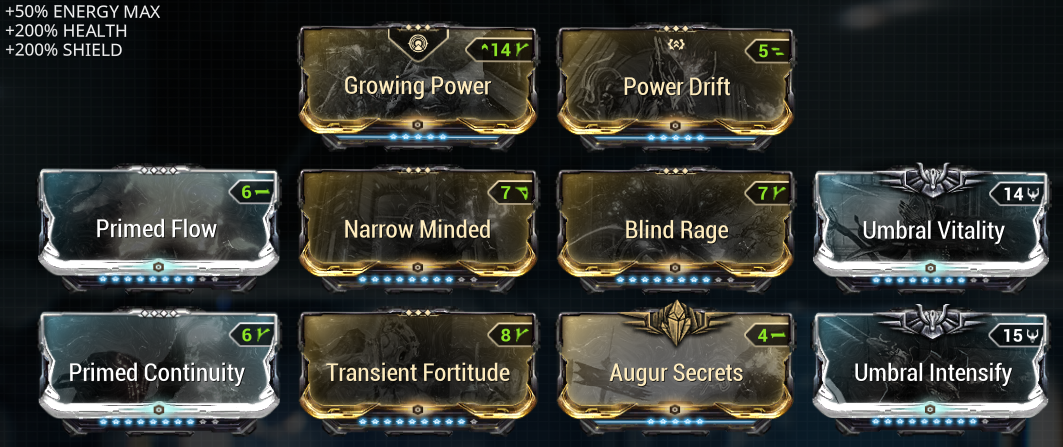 +50% ENERGY MAX
+200% HEALTH
+200% SHIELD
14
Growing Power
5
Power Drift
6
Primed Flow
7
Narrow Minded
7
Blind Rage
14
Umbral Vitality
6
Primed Continuity
8
Transient Fortitude
4
Augur Secrets
15
Umbral Intensify